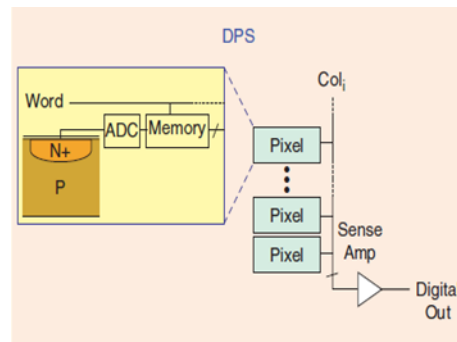 DPS
Word
ADC
Memory
N+
P
Col i
Pixel
Pixel
Pixel
Sense
Amp
Digita
Out